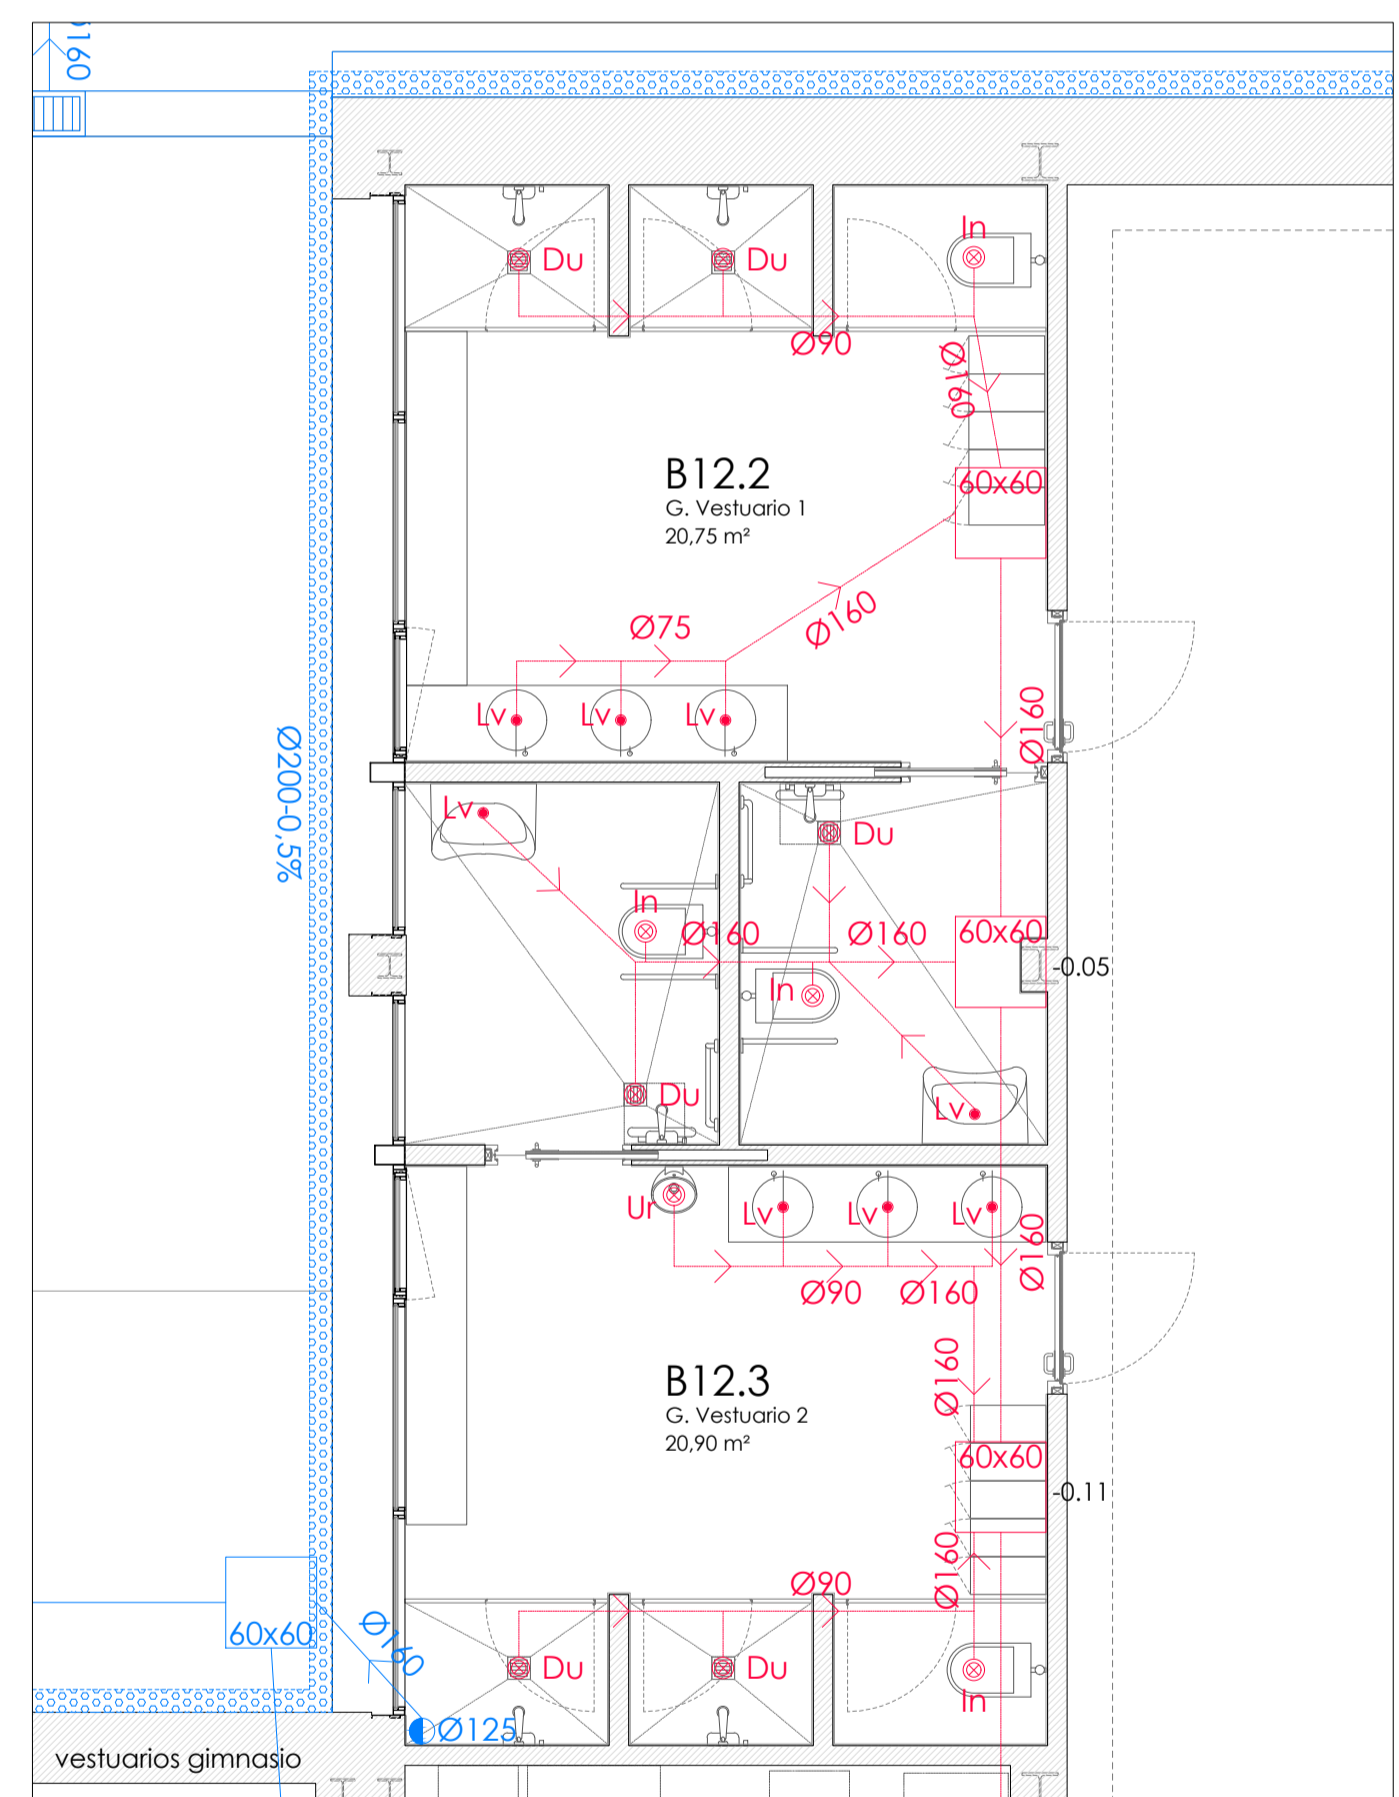 Ø160
In
Du
Du
Ø90
Ø160
B12.2
60x60
G. Vestuario 1
20,75 m²
Ø160
Ø75
Lv
Lv
Lv
Ø160
Ø200-0,5%
Lv
Du
In
Ø160
Ø160
60x60
-0.05
In
Du
Lv
Ur
Lv
Lv
Lv
Ø160
Ø90
Ø160
Ø160
B12.3
G. Vestuario 2
20,90 m²
60x60
-0.11
Ø160
Ø90
60x60
Ø160
Du
Du
In
Ø125
vestuarios gimnasio